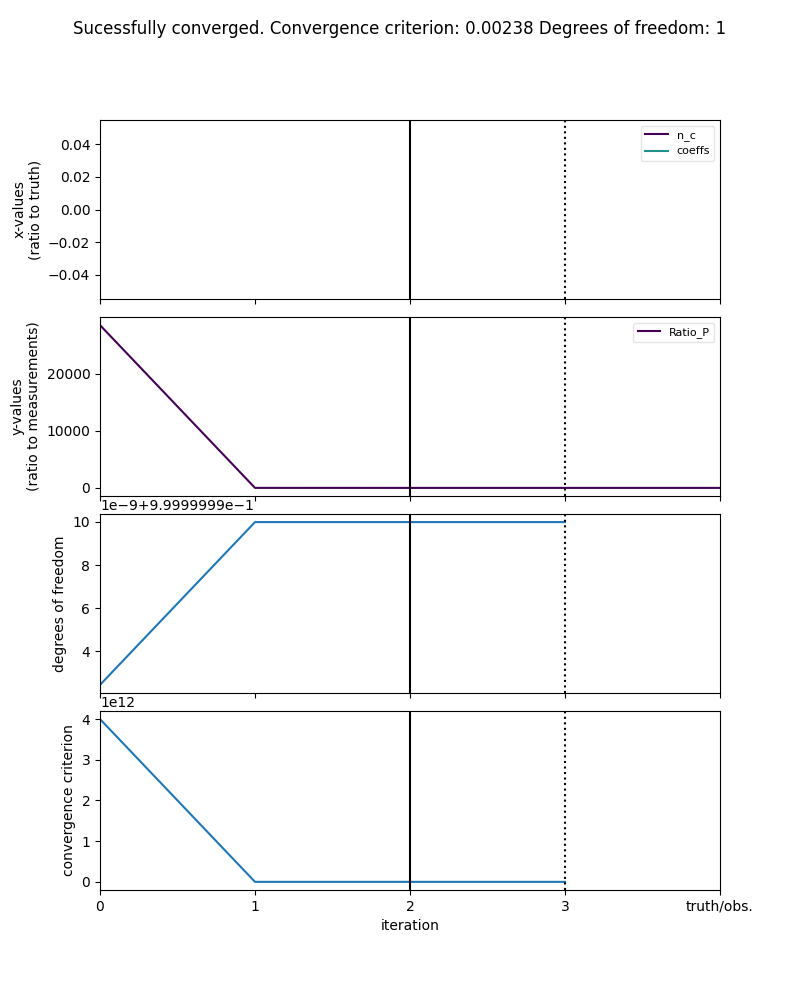 Sucessfully converged. Convergence criterion: 0.00238 Degrees of freedom: 1
x-values
(ratio to truth)
0.04
0.02
0.00
−0.02
−0.04
n_c
coeffs
y-values
(ratio to measurements)
20000
10000
0
Ratio_P
1e−9+9.9999999e−1
degrees of freedom
10
8
6
4
1e12
convergence criterion
4
3
2
1
0
0 1 2 3 truth/obs.
iteration